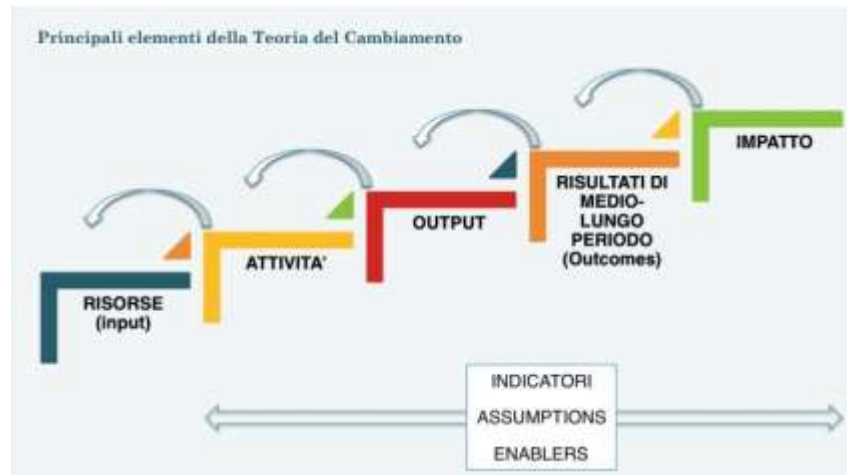 Principali elementi della Teoria del Cambiamento
IMPATTO
RISULTATI DI
MEDIO-
LUNGO
PERIODO
(Outcomes)
OUTPUT
ATTIVITA'
RISORSE
(input)
INDICATORI
ASSUMPTIONS
ENABLERS